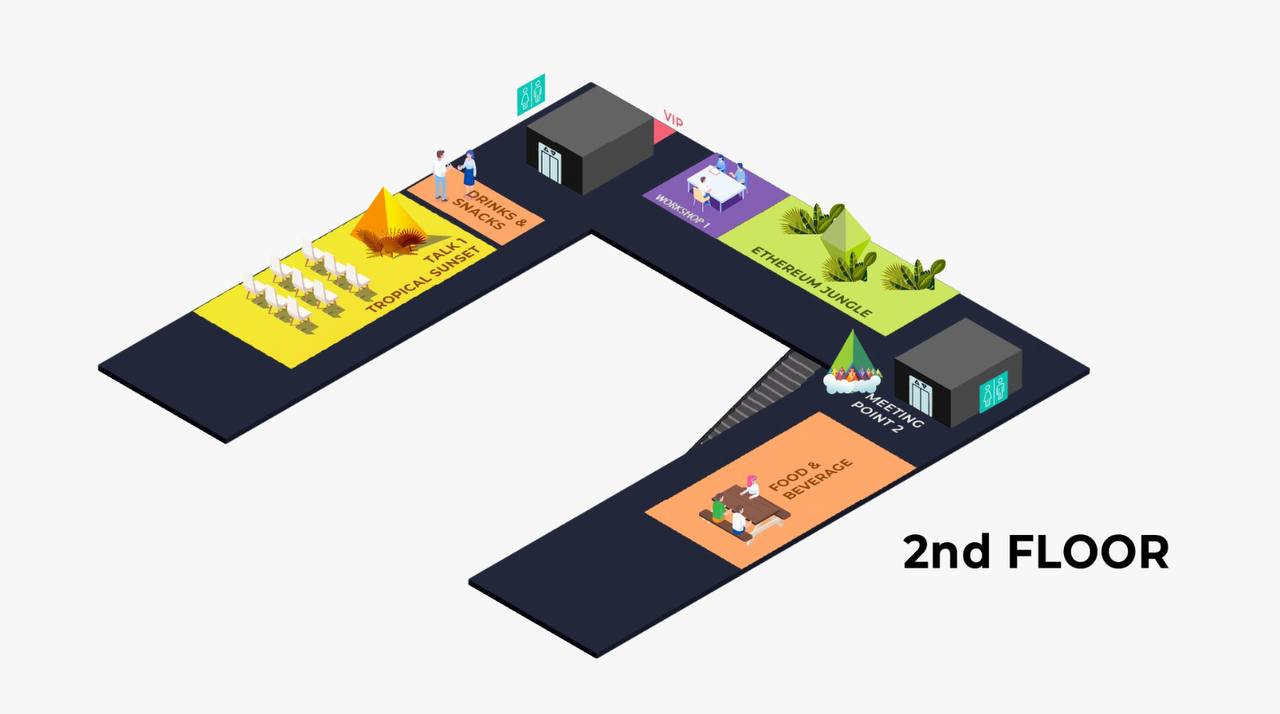 VIP
DRINKS &
SNACKS
WORKSHOP 1
TALK 1
TROPICAL SUNSET
ETHEREUM JUNGLE
MEETING
POINT 2
FOOD &
BEVERAGE
2nd FLOOR